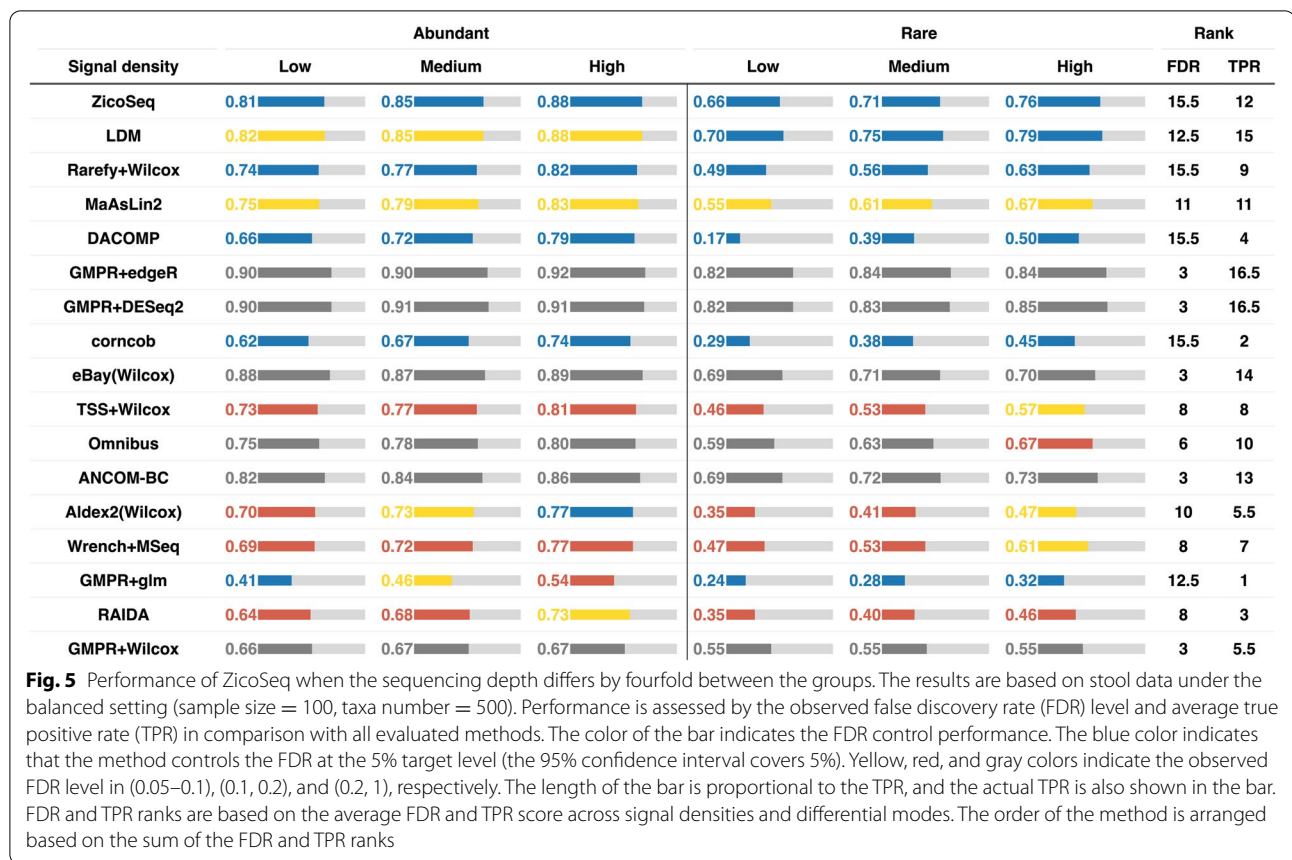 Abundant Rare Rank
Signal density Low Medium High Low Medium High FDR TPR
ZicoSeq 0.81 0.85 0.88 0.66 0.71 0.76 15.5 12
LDM 0.82 0.85 0.88 0.70 0.75 0.79 12.5 15
Rarefy+Wilcox 0.74 0.77 0.82 0.49 0.56 0.63 15.5 9
MaAsLin2 0.75 0.79 0.83 0.55 0.61 0.67 11 11
DACOMP 0.66 0.72 0.79 0.17 0.39 0.50 15.5 4
GMPR+edgeR 0.90 0.90 0.92 0.82 0.84 0.84 3 16.5
GMPR+DESeq2 0.90 0.91 0.91 0.82 0.83 0.85 3 16.5
corncob 0.62 0.67 0.74 0.29 0.38 0.45 15.5 2
eBay(Wilcox) 0.88 0.87 0.89 0.69 0.71 0.70 3 14
TSS+Wilcox 0.73 0.77 0.81 0.46 0.53 0.57 8 8
Omnibus 0.75 0.78 0.80 0.59 0.63 0.67 6 10
ANCOM-BC 0.82 0.84 0.86 0.69 0.72 0.73 3 13
Aldex2(Wilcox) 0.70 0.73 0.77 0.35 0.41 0.47 10 5.5
Wrench+MSeq 0.69 0.72 0.77 0.47 0.53 0.61 8 7
GMPR+glm 0.41 0.46 0.54 0.24 0.28 0.32 12.5 1
RAIDA 0.64 0.68 0.73 0.35 0.40 0.46 8 3
GMPR+Wilcox 0.66 0.67 0.67 0.55 0.55 0.55 3 5.5
Fig. 5 Performance of ZicoSeq when the sequencing depth differs by fourfold between the groups. The results are based on stool data under the
balanced setting (sample size = 100, taxa number = 500). Performance is assessed by the observed false discovery rate (FDR) level and average true
positive rate (TPR) in comparison with all evaluated methods. The color of the bar indicates the FDR control performance. The blue color indicates
that the method controls the FDR at the 5% target level (the 95% confidence interval covers 5%). Yellow, red, and gray colors indicate the observed
FDR level in (0.05–0.1), (0.1, 0.2), and (0.2, 1), respectively. The length of the bar is proportional to the TPR, and the actual TPR is also shown in the bar.
FDR and TPR ranks are based on the average FDR and TPR score across signal densities and differential modes. The order of the method is arranged
based on the sum of the FDR and TPR ranks